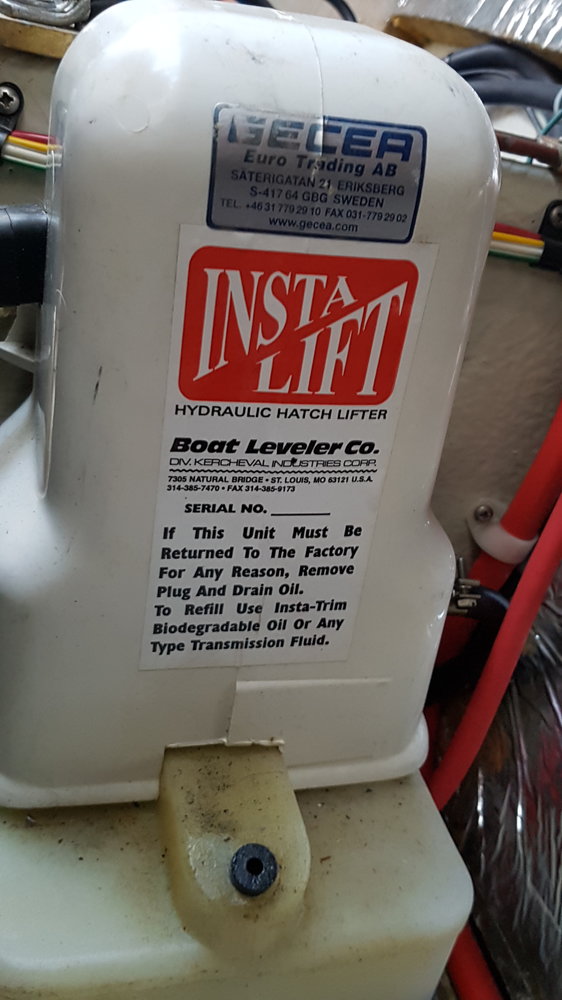 GECEA
Euro Trading AB
SÄTERIGATAN 21 ERIKSBERG
S-417 64 GBG SWEDEN
TEL. +46 31 779 29 10 FAX 031-779 29 02
www.gecea.com
INSTA
LIFT
HYDRAULIC HATCH LIFTER
Boat Leveler Co.
DIV. KERCHEVAL INDUSTRIES CORP.
7305 NATURAL BRIDGE • ST. LOUIS, MO 63121 U.S.A.
314-385-7470 • FAX 314-385-9173
SERIAL NO. ________
If This Unit Must Be
Returned To The Factory
For Any Reason, Remove
Plug And Drain Oil.
To Refill Use Insta-Trim
Biodegradable Oil Or Any
Type Transmission Fluid.